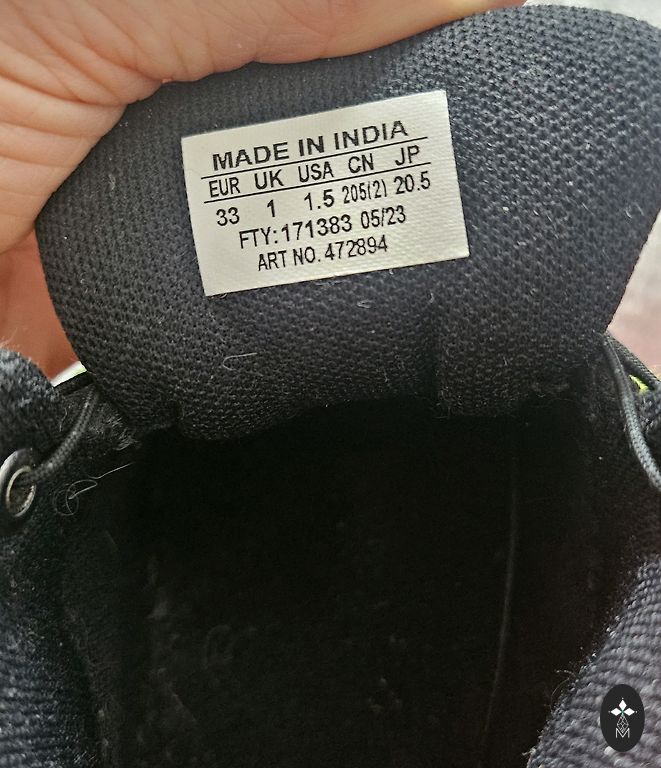 MADE IN INDIA
EUR UK USA CN JP
33 1 1.5 205(2) 20.5
FTY: 171383 05/23
ART NO. 472894
M